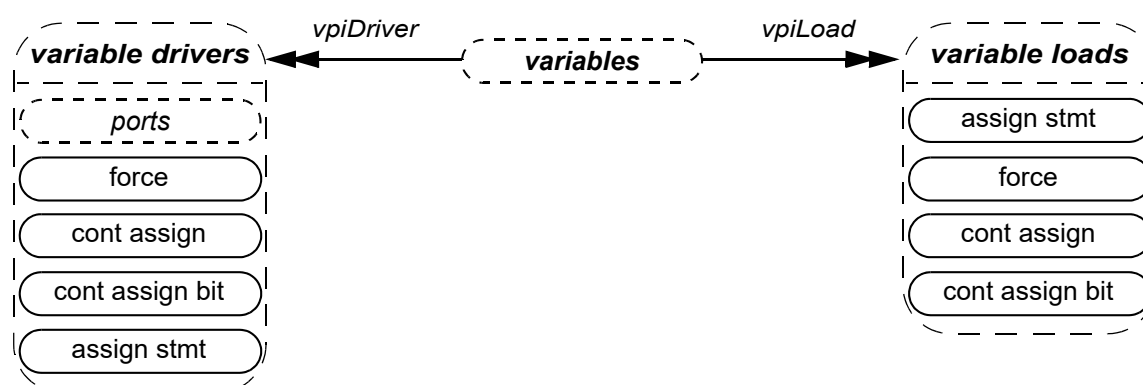 variable drivers
ports
force
cont assign
cont assign bit
assign stmt
vpiDriver
variables
vpiLoad
variable loads
assign stmt
force
cont assign
cont assign bit